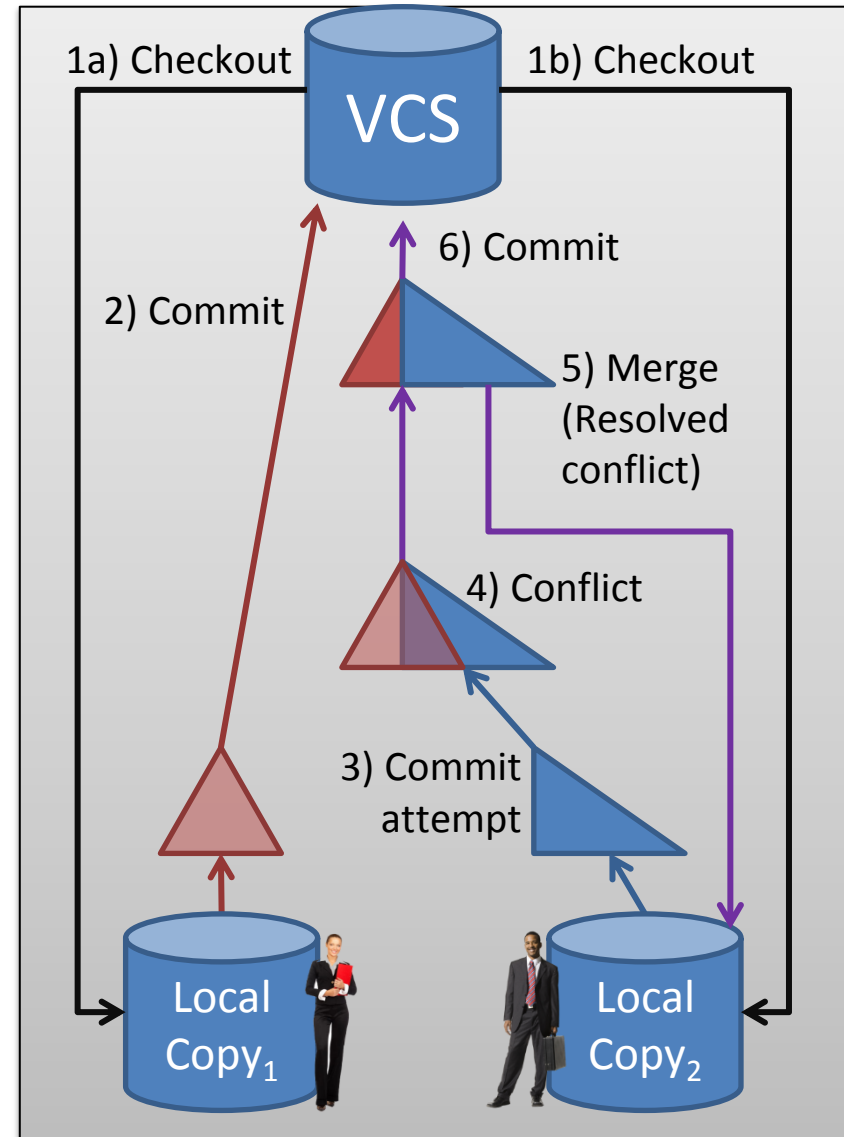 1a) Checkout
1b) Checkout
VCS
6) Commit
2) Commit
5) Merge
(Resolved
conflict)
4) Conflict
3) Commit
attempt
Local
Copy₁
Local
Copy₂